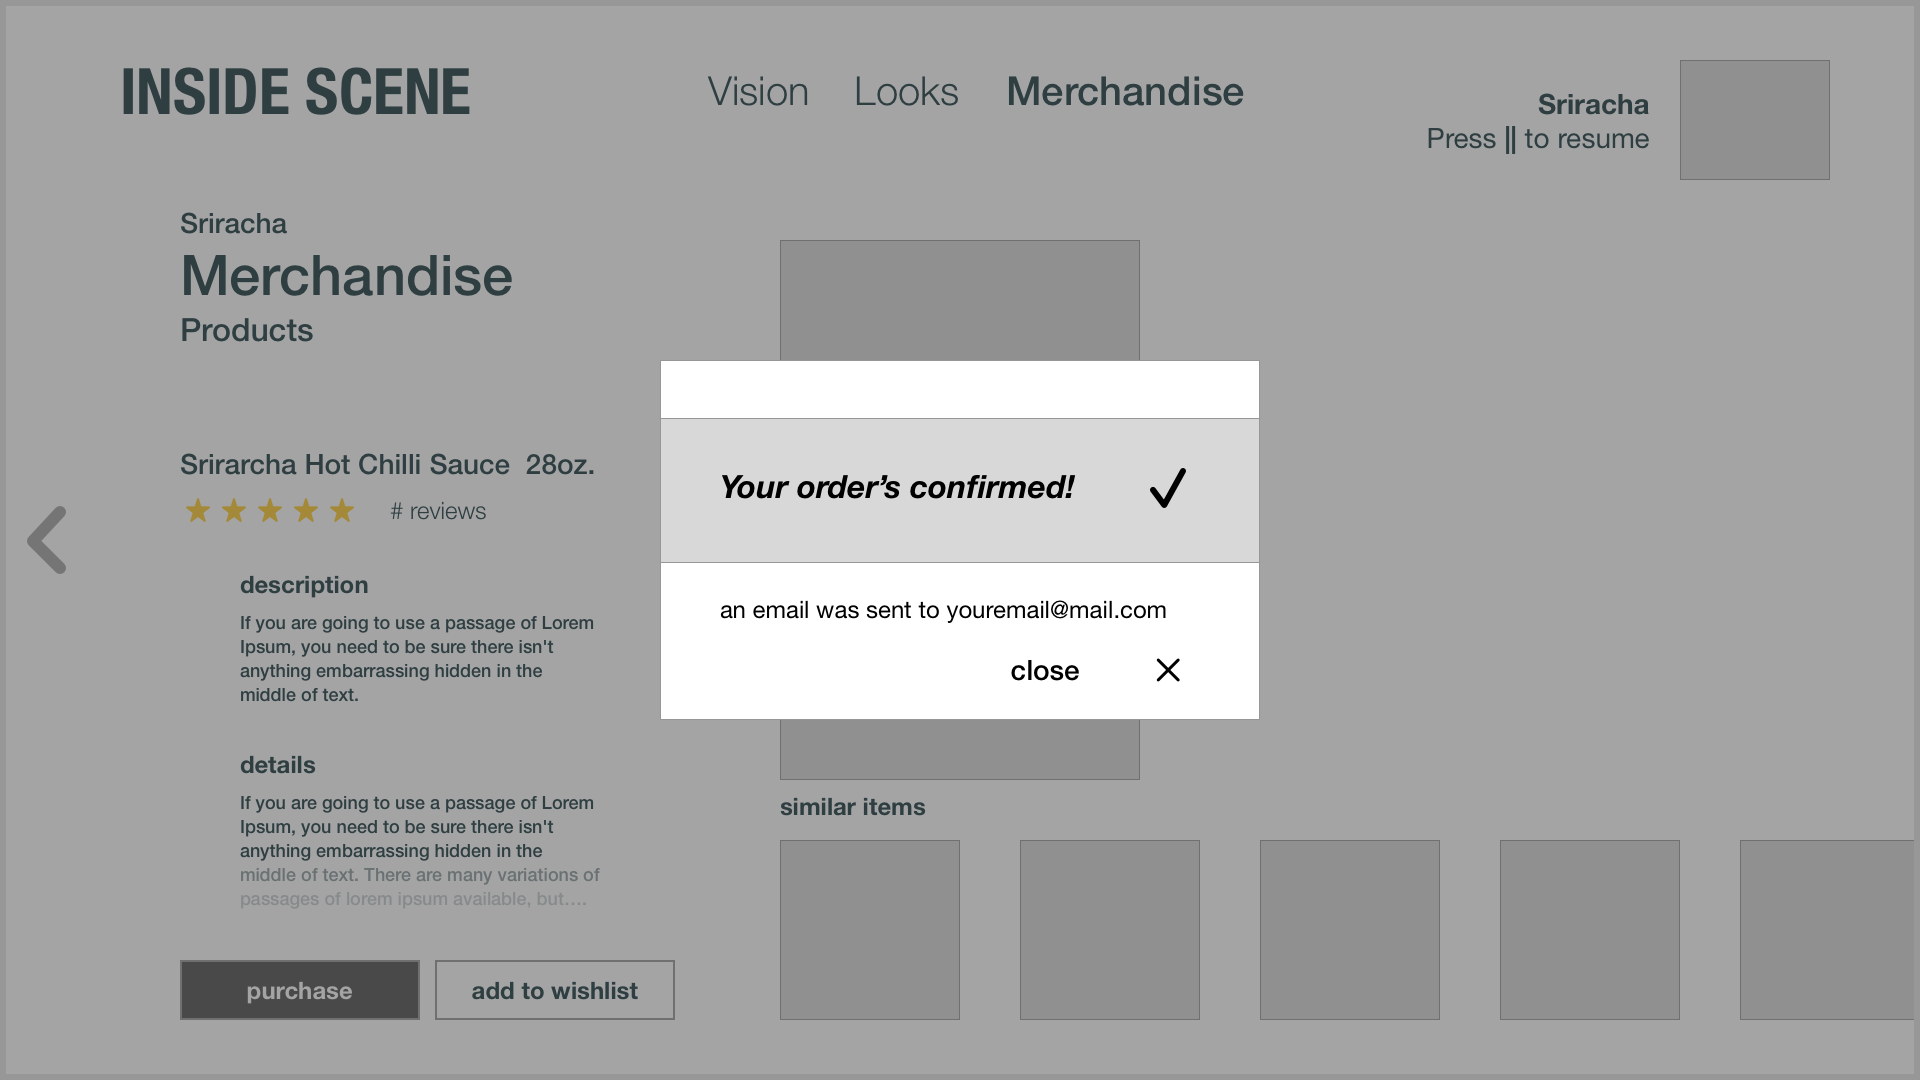 INSIDE SCENE
Vision Looks Merchandise
Sriracha
Press || to resume
Sriracha
Merchandise
Products
Srirarcha Hot Chilli Sauce 28oz.
# reviews
description
If you are going to use a passage of Lorem
Ipsum, you need to be sure there isn't
anything embarrassing hidden in the
middle of text.
details
If you are going to use a passage of Lorem
Ipsum, you need to be sure there isn't
anything embarrassing hidden in the
middle of text. There are many variations of
passages of lorem ipsum available, but....
purchase
add to wishlist
Your order’s confirmed!
an email was sent to youremail@mail.com
close
similar items